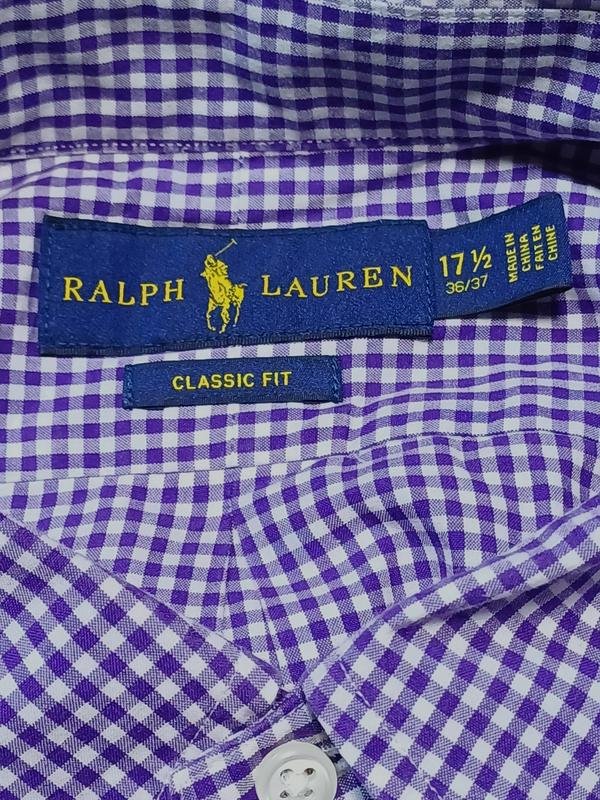 RALPH LAUREN
17 ½
36/37
MADE IN
CHINA
FAIT EN
CHINE
CLASSIC FIT